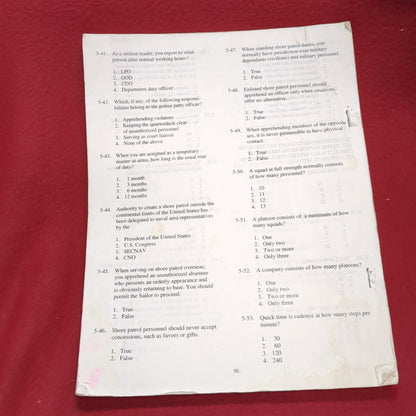 5-41. As a section leader, you report to what
person after normal working hours?
1. LPO
2. OOD
3. CDO
4. Department duty officer
5-42. Which, if any, of the following responsi-
bilities belong to the police petty officer?
1. Apprehending violators
2. Keeping the quarterdeck clear
of unauthorized personnel
3. Serving as court liaison
4. None of the above
5-43. When you are assigned as a temporary
master-at-arms, how long is the usual tour
of duty?
1. 1 month
2. 3 months
3. 6 months
4. 12 months
5-44. Authority to create a shore patrol outside the
continental limits of the United States has
been delegated to naval area representatives
by the
1. President of the United States
2. U.S. Congress
3. SECNAV
4. CNO
5-45. When serving on shore patrol overseas,
you apprehend an unauthorized absentee
who presents an orderly appearance and
is obviously returning to base. You should
permit the Sailor to proceed.
1. True
2. False
5-46. Shore patrol personnel should never accept
concessions, such as favors or gifts.
1. True
2. False
5-47. When standing shore patrol duties, you
normally have jurisdiction over military
dependants (civilians) and military personnel.
1. True
2. False
5-48. Enlisted shore patrol personnel should
apprehend an officer only when situations
offer no alternative.
1. True
2. False
5-49. When apprehending members of the opposite
sex, it is never permissible to have physical
contact.
1. True
2. False
5-50. A squad at full strength normally consists
of how many personnel?
1. 10
2. 11
3. 12
4. 13
5-51. A platoon consists of a minimum of how
many squads?
1. One
2. Only two
3. Two or more
4. Only three
5-52. A company consists of how many platoons?
1. One
2. Only two
3. Two or more
4. Only three
5-53. Quick time is cadence at how many steps per
minute?
1. 30
2. 60
3. 120
4. 240
36